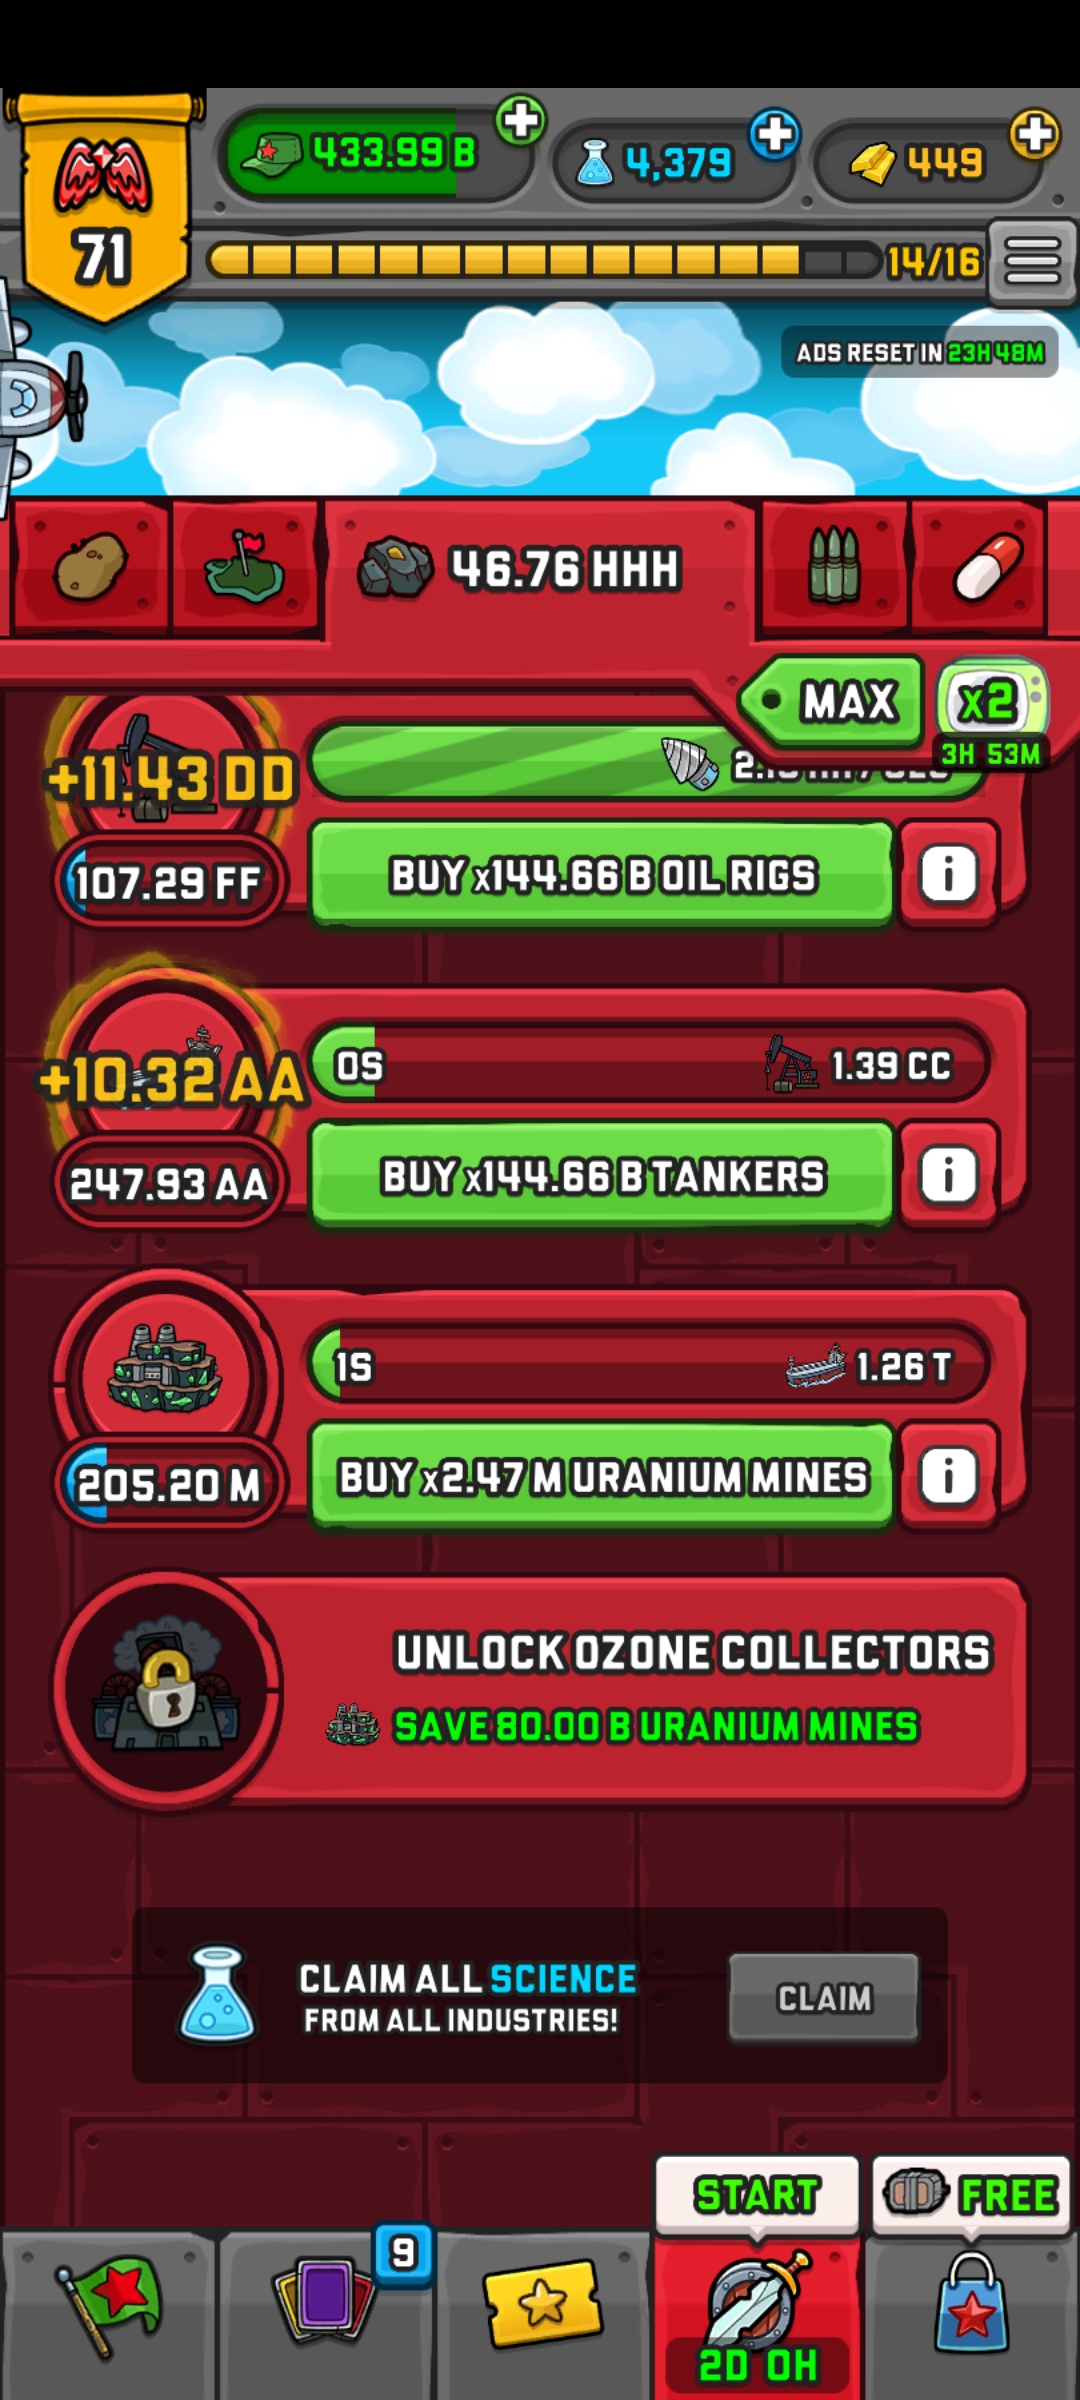 433.99 B
4,379
449
71
14/16
ADS RESET IN 23H 48M
46.76 HHH
MAX
x2
3H 53M
+11.43 DD
107.29 FF
BUY x144.66 B OIL RIGS
i
+10.32 AA
0S
1.39 CC
247.93 AA
BUY x144.66 B TANKERS
i
1S
1.26 T
205.20 M
BUY x2.47 M URANIUM MINES
i
UNLOCK OZONE COLLECTORS
SAVE 80.00 B URANIUM MINES
CLAIM ALL SCIENCE
FROM ALL INDUSTRIES!
CLAIM
START
FREE
9
2D 0H